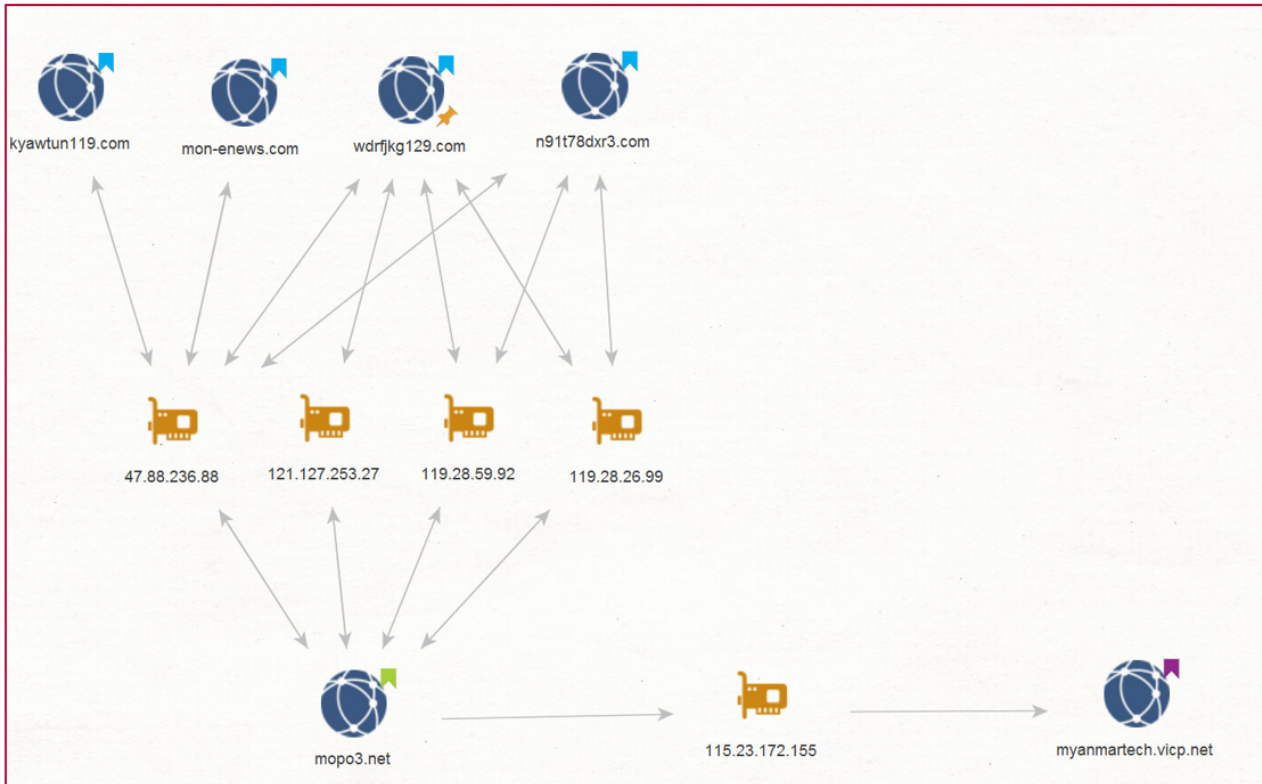 kyawtun119.com
mon-enews.com
wdrfjkg129.com
n91t78dxr3.com
47.88.236.88
121.127.253.27
119.28.59.92
119.28.26.99
mopo3.net
115.23.172.155
myanmartech.vicp.net